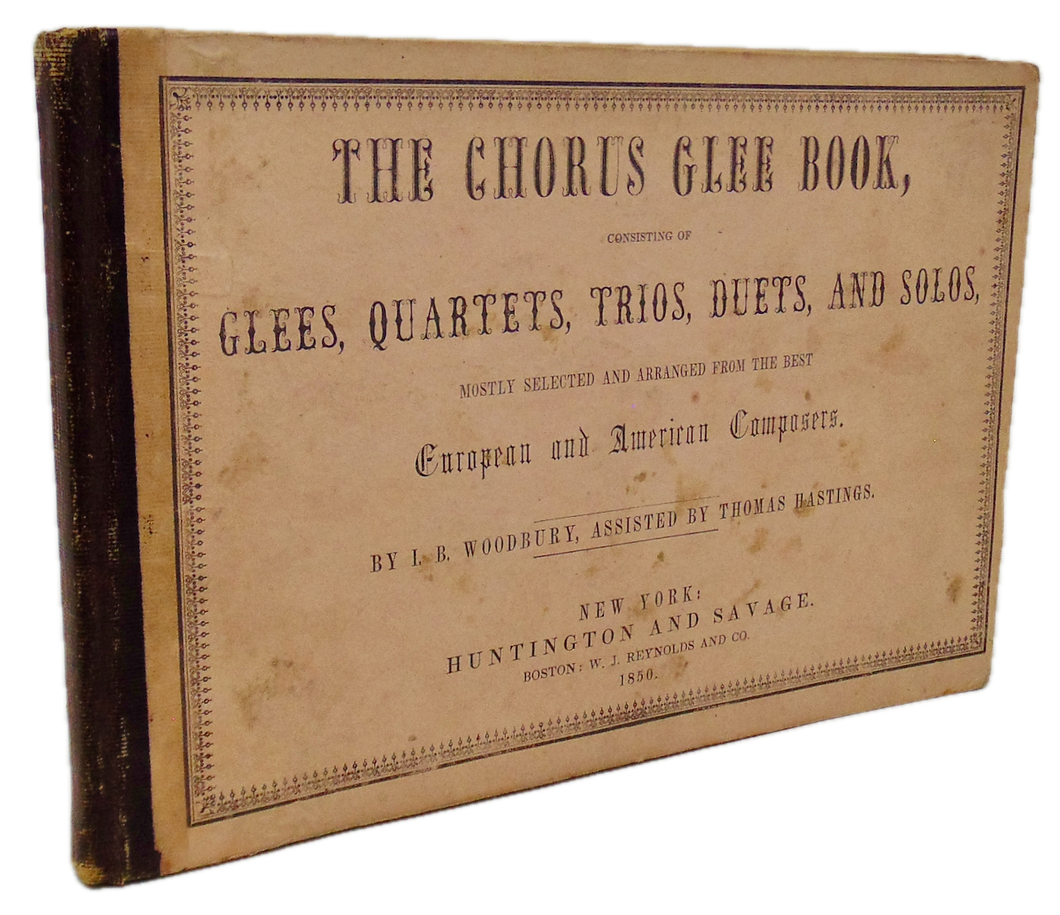 THE CHORUS GLEE BOOK,
CONSISTING OF
GLEES, QUARTETS, TRIOS, DUETS, AND SOLOS,
MOSTLY SELECTED AND ARRANGED FROM THE BEST
European and American Composers.
BY I. B. WOODBURY, ASSISTED BY THOMAS HASTINGS.
NEW YORK:
HUNTINGTON AND SAVAGE.
BOSTON: W. J. REYNOLDS AND CO.
1850.